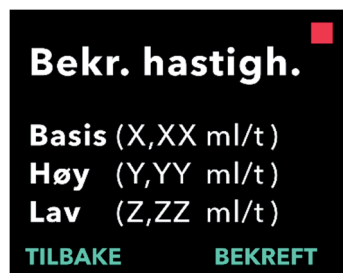 Bekr. hastigh.
Basis (X,XX ml/t)
Høy (Y,YY ml/t)
Lav (Z,ZZ ml/t)
TILBAKE BEKREFT